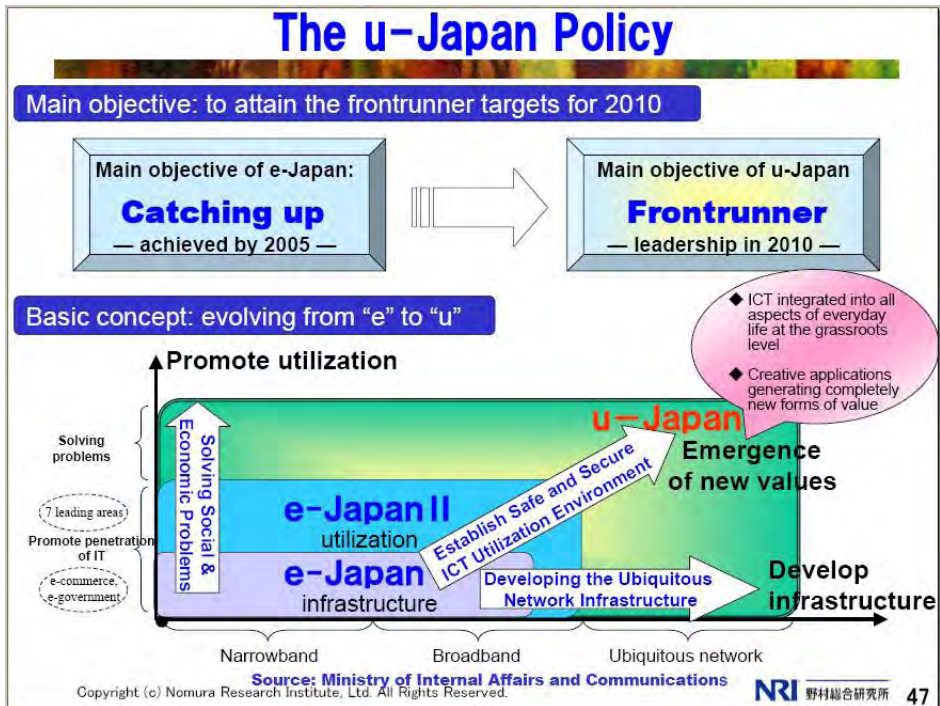 The u-Japan Policy
Main objective: to attain the frontrunner targets for 2010
Main objective of e-Japan:
Catching up
— achieved by 2005 —
Main objective of u-Japan
Frontrunner
— leadership in 2010 —
Basic concept: evolving from “e” to “u”
◆ ICT integrated into all
aspects of everyday
life at the grassroots
level
◆ Creative applications
generating completely
new forms of value
Promote utilization
Solving
problems
7 leading areas
Promote penetration
of IT
e-commerce,
e-government
Solving Social &
Economic Problems
u-Japan
Emergence
of new values
e-Japan II
utilization
e-Japan
infrastructure
Establish Safe and Secure
ICT Utilization Environment
Developing the Ubiquitous
Network Infrastructure
Develop
infrastructure
Narrowband
Broadband
Ubiquitous network
Source: Ministry of Internal Affairs and Communications
Copyright (c) Nomura Research Institute, Ltd. All Rights Reserved.
NRI 野村総合研究所 47